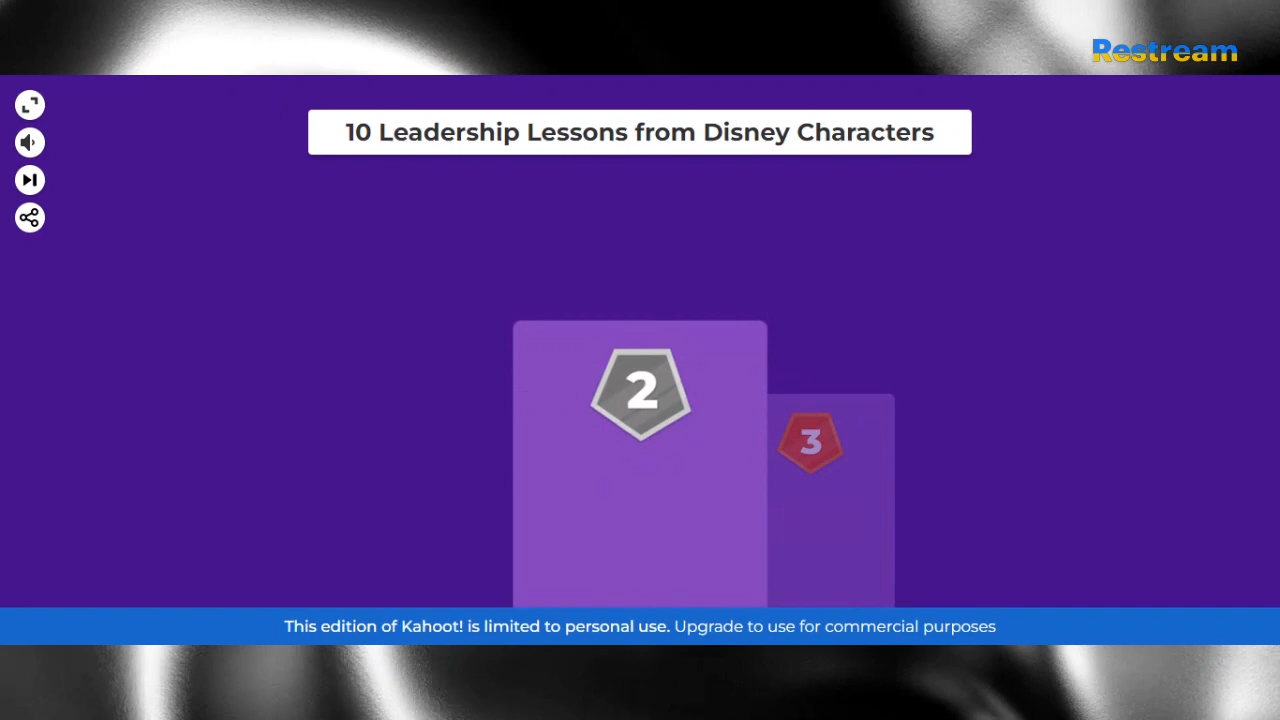 Restream
10 Leadership Lessons from Disney Characters
2
3
This edition of Kahoot! is limited to personal use. Upgrade to use for commercial purposes